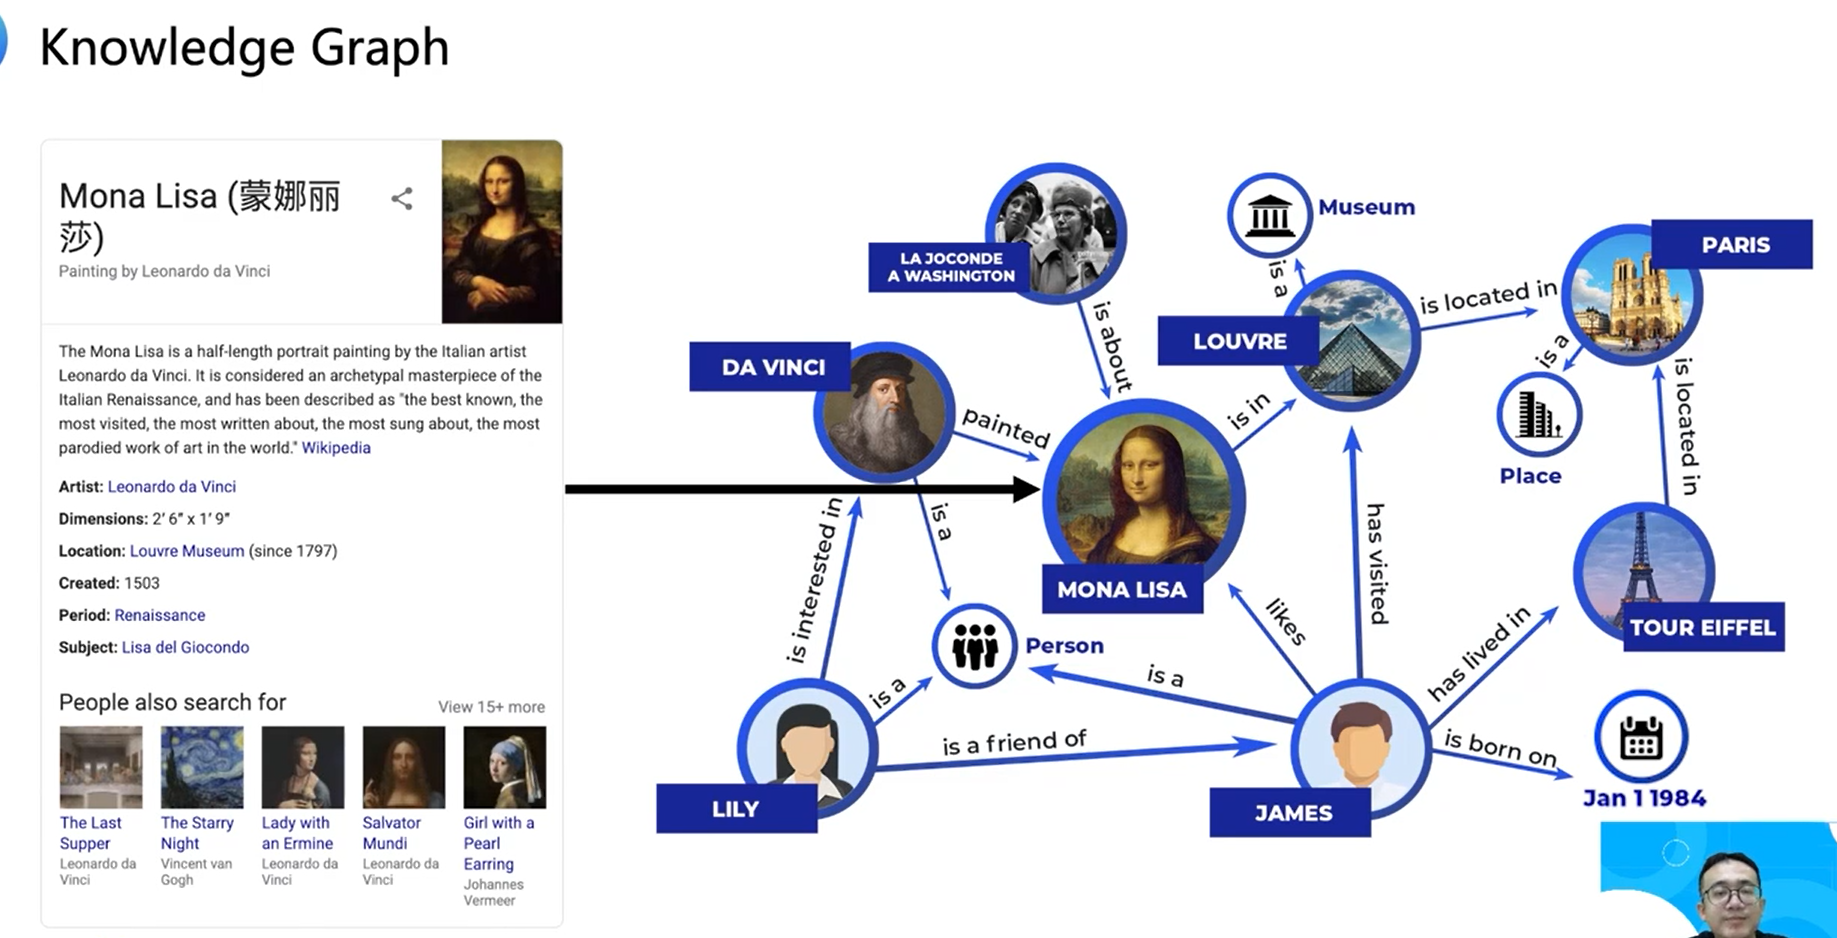 Knowledge Graph
Mona Lisa (蒙娜丽
莎)
Painting by Leonardo da Vinci
The Mona Lisa is a half-length portrait painting by the Italian artist
Leonardo da Vinci. It is considered an archetypal masterpiece of the
Italian Renaissance, and has been described as "the best known, the
most visited, the most written about, the most sung about, the most
parodied work of art in the world." Wikipedia
Artist: Leonardo da Vinci
Dimensions: 2′ 6″ x 1′ 9″
Location: Louvre Museum (since 1797)
Created: 1503
Period: Renaissance
Subject: Lisa del Giocondo
People also search for
View 15+ more
The Last
Supper
Leonardo da
Vinci
The Starry
Night
Vincent van
Gogh
Lady with
an Ermine
Leonardo da
Vinci
Salvator
Mundi
Leonardo da
Vinci
Girl with a
Pearl
Earring
Johannes
Vermeer
LA JOCONDE
A WASHINGTON
is about
Museum
is a
LOUVRE
is located in
PARIS
is a
Place
is located in
DA VINCI
painted
is in
MONA LISA
is a
is interested in
Person
likes
has visited
has lived in
TOUR EIFFEL
is a
is a
is a friend of
is born on
Jan 1 1984
LILY
JAMES